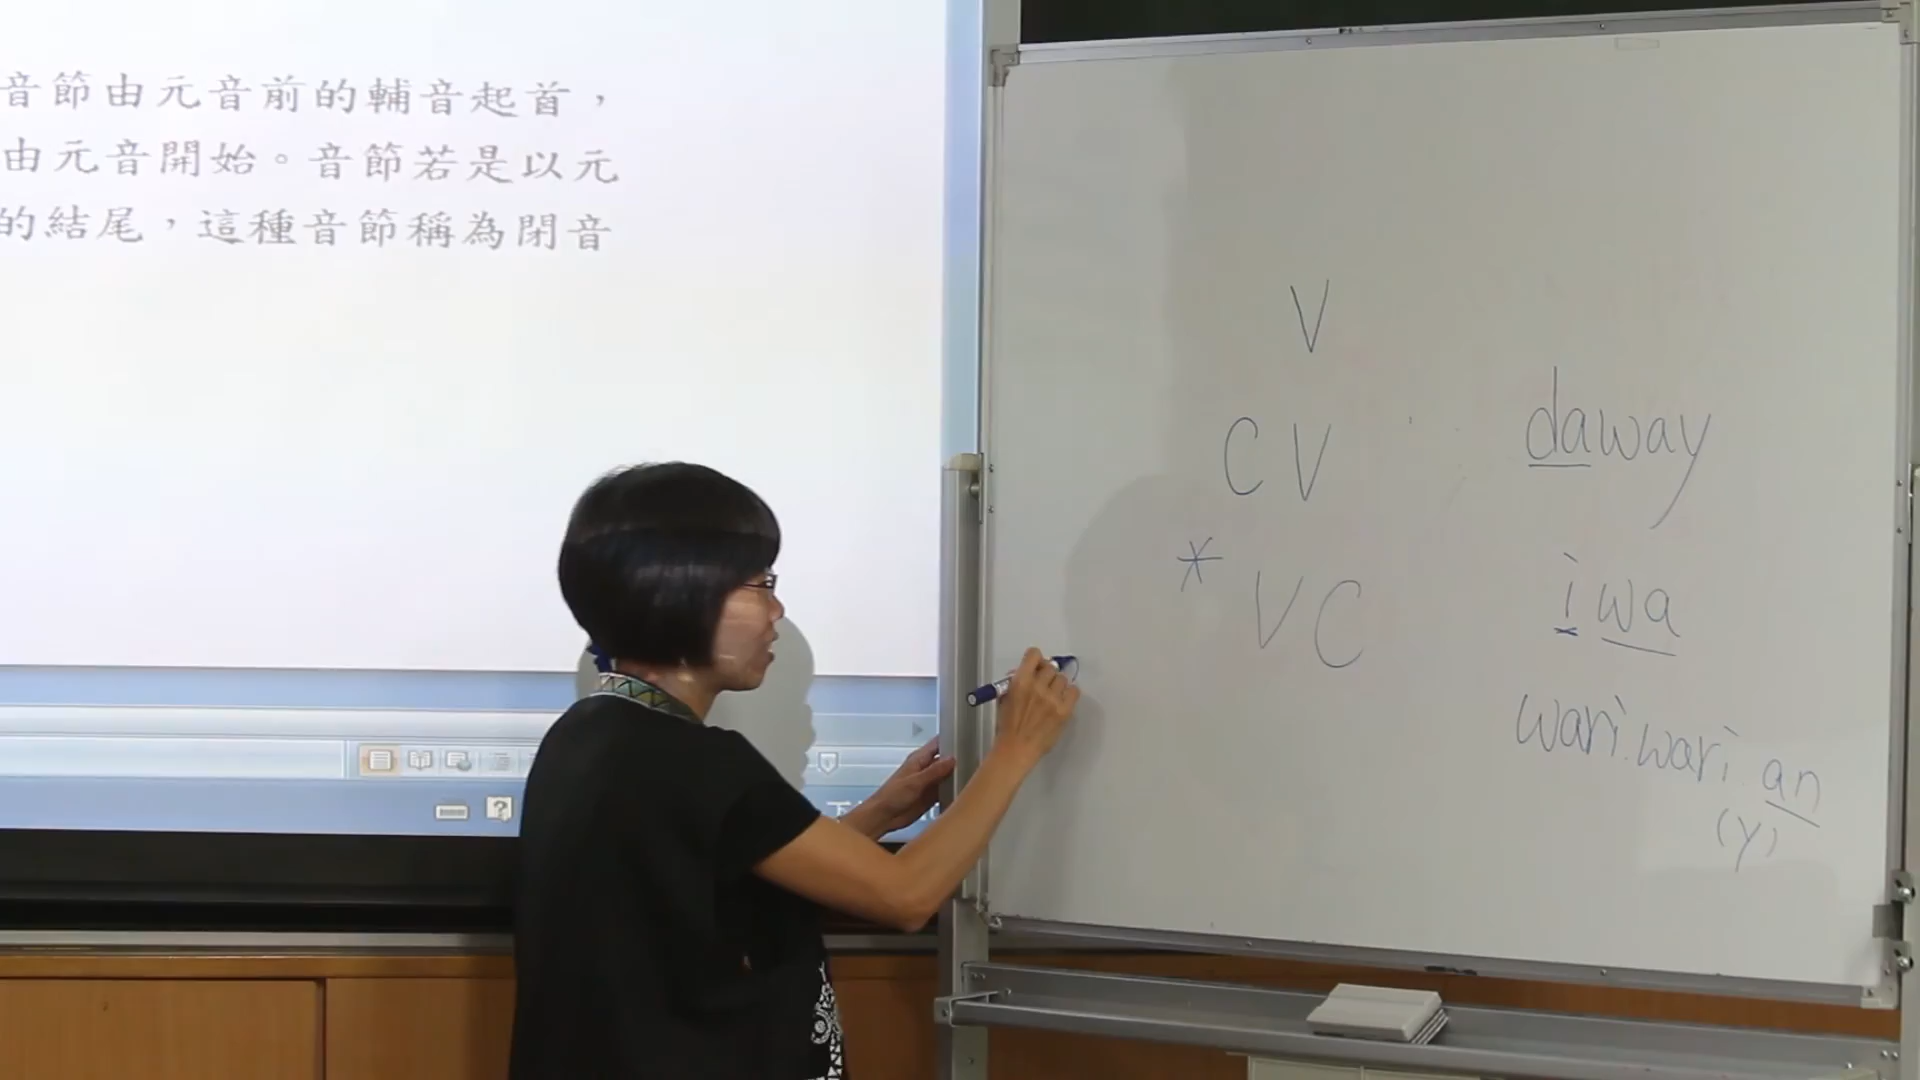 音節由元音前的輔音起首，
由元音開始。音節若是以元
的結尾，這種音節稱為閉音
V
CV
* VC
daway
iwa
wari.wari.an
(y)